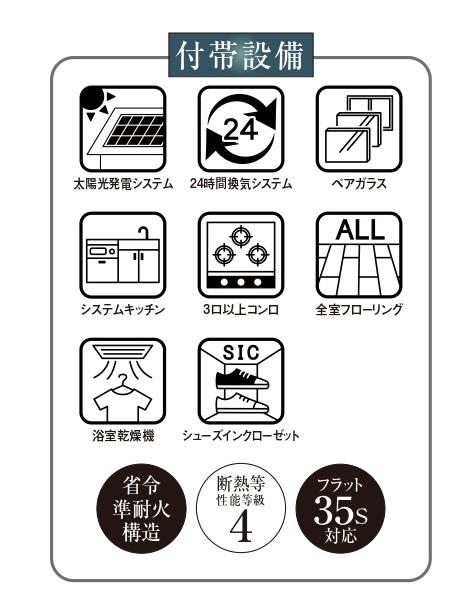 付帯設備
太陽光発電システム
24
24時間換気システム
ペアガラス
システムキッチン
3口以上コンロ
ALL
全室フローリング
浴室乾燥機
SIC
シューズインクローゼット
省令
準耐火
構造
断熱等
性能等級
4
フラット
35S
対応